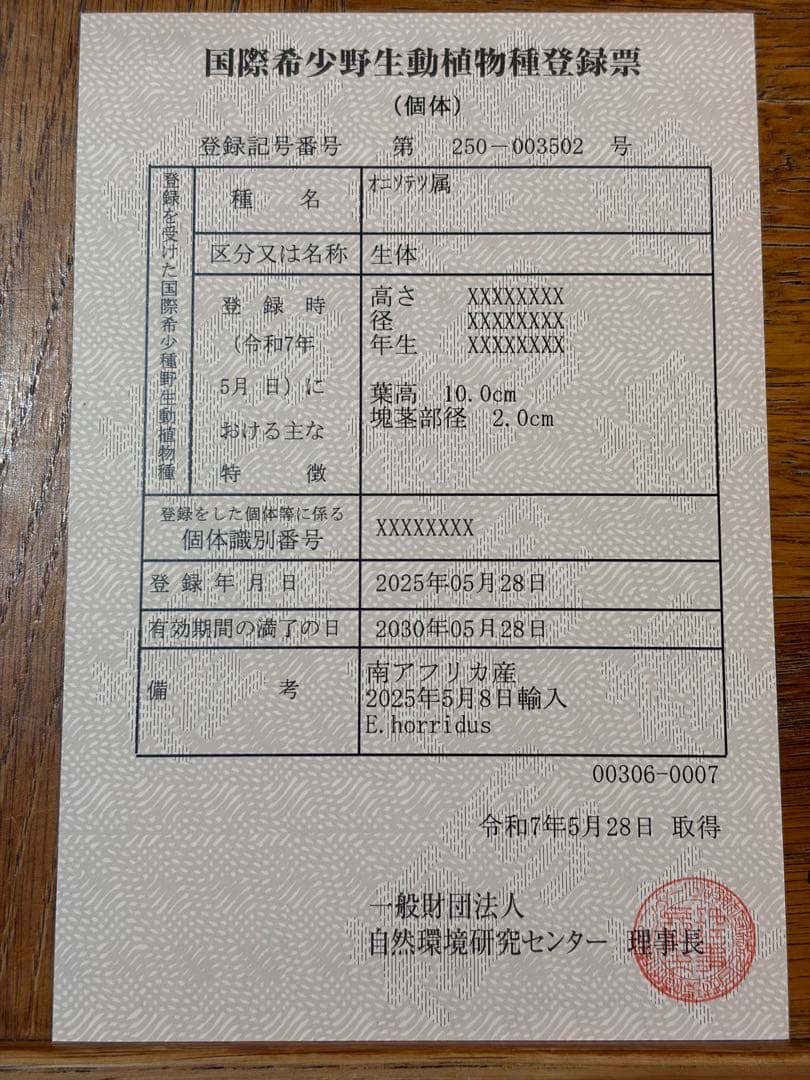 国際希少野生動植物種登録票
(個体)
登録記号番号 第 250-003502 号
登録を受けた国際希少種野生動植物種
種 名 ｵﾆｿﾃﾂ属
区分又は名称 生体
登 録 時
(令和7年
5月 日)に
おける主な
特 徴
高さ XXXXXXXX
径 XXXXXXXX
年生 XXXXXXXX
葉高 10.0cm
塊茎部径 2.0cm
登録をした個体等に係る
個体識別番号 XXXXXXXX
登 録 年 月 日 2025年05月28日
有効期間の満了の日 2030年05月28日
備 考
南アフリカ産
2025年5月8日輸入
E.horridus
00306-0007
令和7年5月28日 取得
一般財団法人
自然環境研究センター 理事長